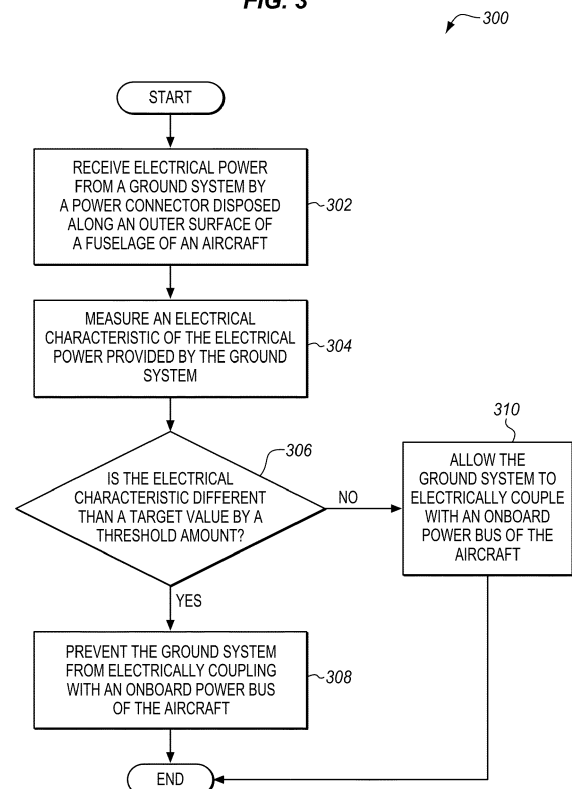 FIG. 3
300
START
RECEIVE ELECTRICAL POWER
FROM A GROUND SYSTEM BY
A POWER CONNECTOR DISPOSED
ALONG AN OUTER SURFACE OF
A FUSELAGE OF AN AIRCRAFT
302
MEASURE AN ELECTRICAL
CHARACTERISTIC OF THE ELECTRICAL
POWER PROVIDED BY THE GROUND
SYSTEM
304
306
IS THE ELECTRICAL
CHARACTERISTIC DIFFERENT
THAN A TARGET VALUE BY A
THRESHOLD AMOUNT?
NO
310
ALLOW THE
GROUND SYSTEM TO
ELECTRICALLY COUPLE
WITH AN ONBOARD
POWER BUS OF THE
AIRCRAFT
YES
PREVENT THE GROUND SYSTEM
FROM ELECTRICALLY COUPLING
WITH AN ONBOARD POWER BUS
OF THE AIRCRAFT
308
END